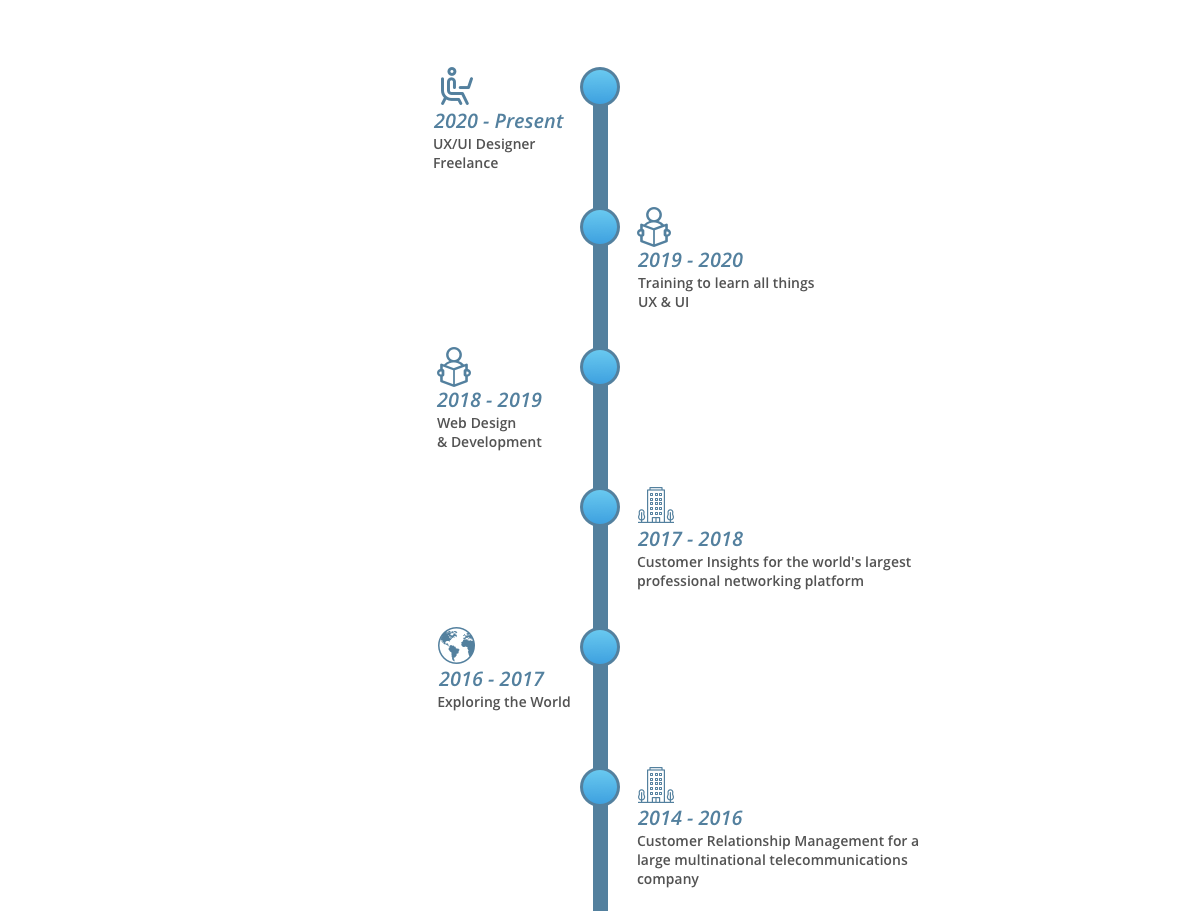 2020 - Present
UX/UI Designer
Freelance
2019 - 2020
Training to learn all things
UX & UI
2018 - 2019
Web Design
& Development
2017 - 2018
Customer Insights for the world's largest
professional networking platform
2016 - 2017
Exploring the World
2014 - 2016
Customer Relationship Management for a
large multinational telecommunications
company